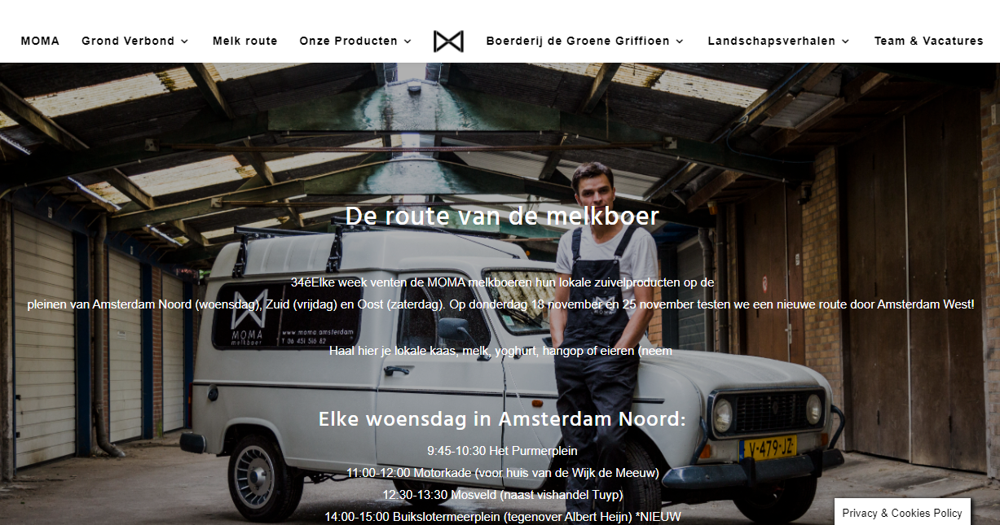 MOMA Grond Verbond Melk route Onze Producten Boerderij de Groene Griffioen Landschapsverhalen Team & Vacatures
De route van de melkboer
34éElke week venten de MOMA melkboeren hun lokale zuivelproducten op de
pleinen van Amsterdam Noord (woensdag), Zuid (vrijdag) en Oost (zaterdag). Op donderdag 18 november en 25 november testen we een nieuwe route door Amsterdam West!
MOMA
melkboer
www.moma.amsterdam
T 06 451 516 82
MOMA
Haal hier je lokale kaas, melk, yoghurt, hangop of eieren (neem
Elke woensdag in Amsterdam Noord:
9:45-10:30 Het Purmerplein
V-479-JZ
11:00-12:00 Motorkade (voor huis van de Wijk de Meeuw)
12:30-13:30 Mosveld (naast vishandel Tuyp)
14:00-15:00 Buikslotermeerplein (tegenover Albert Heijn) *NIEUW
Privacy & Cookies Policy